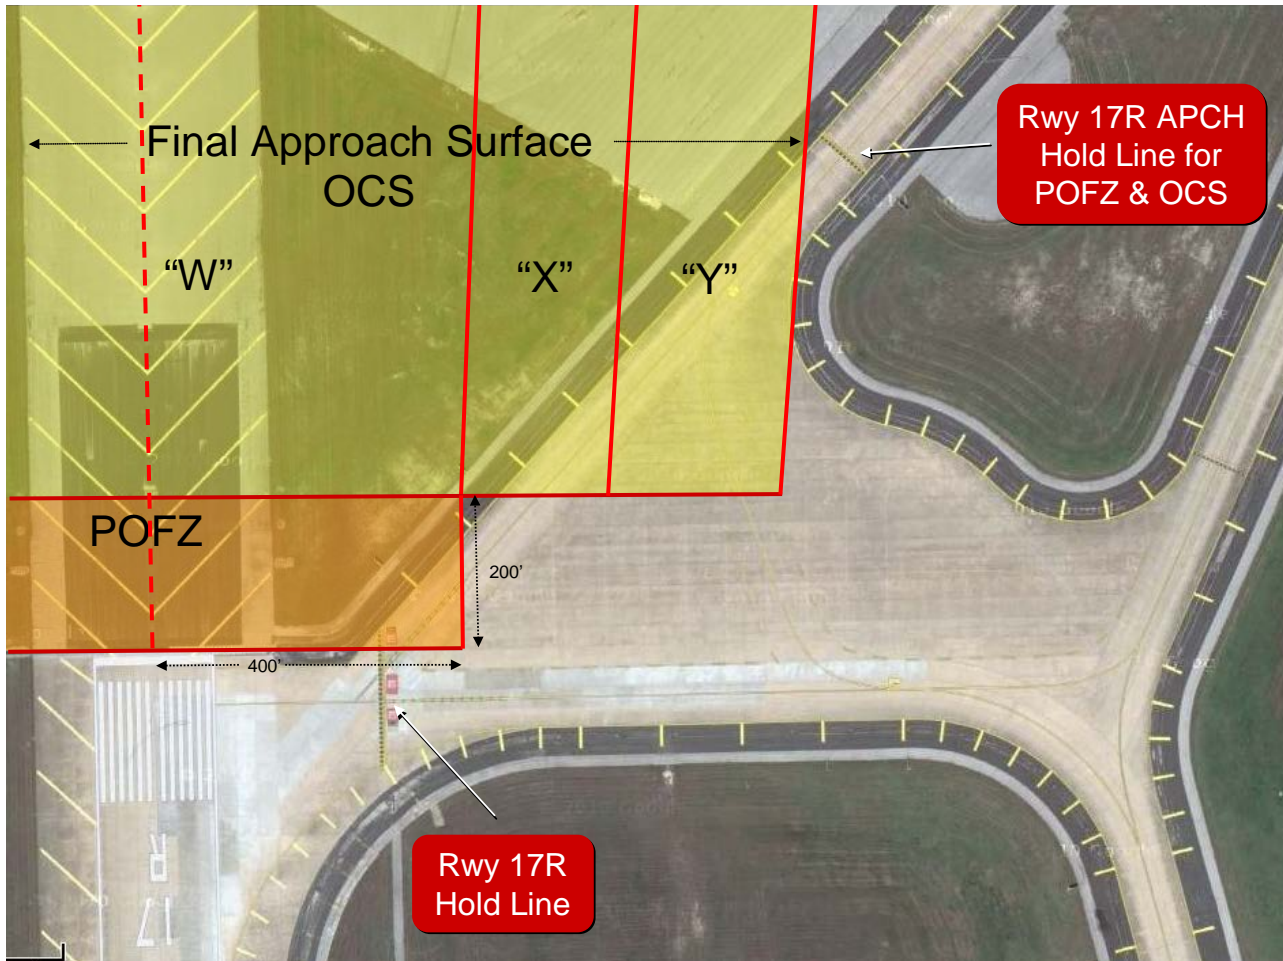 Final Approach Surface
OCS
Rwy 17R APCH
Hold Line for
POFZ & OCS
“W”
“X”
“Y”
POFZ
200’
400’
Rwy 17R
Hold Line
R
17